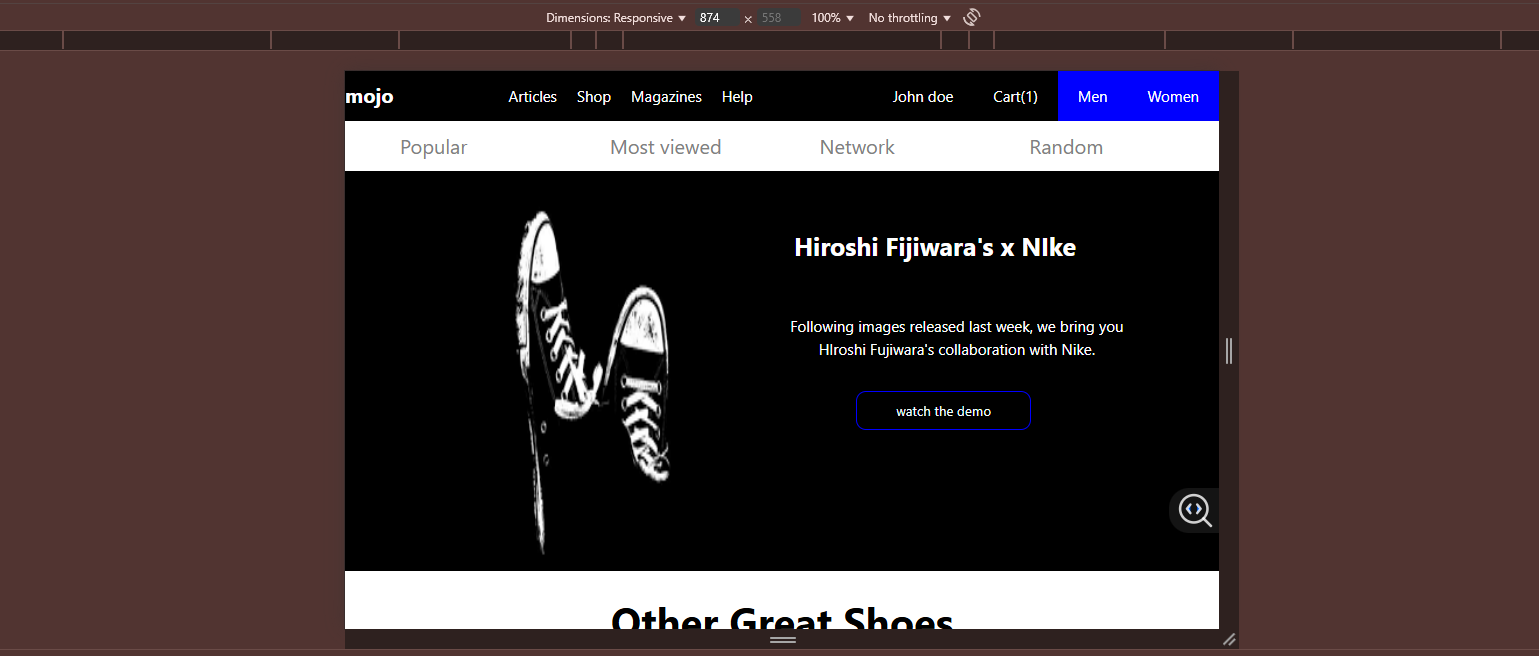 Dimensions: Responsive ▼ 874 × 558 100% ▼ No throttling ▼
mojo Articles Shop Magazines Help John doe Cart(1) Men Women
Popular Most viewed Network Random
Hiroshi Fijiwara's x NIke
Following images released last week, we bring you
HIroshi Fujiwara's collaboration with Nike.
watch the demo
Other Great Shoes